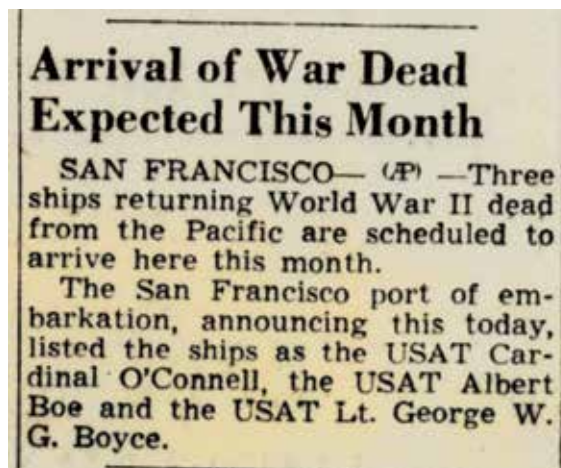 Arrival of War Dead
Expected This Month
SAN FRANCISCO— (AP) —Three
ships returning World War II dead
from the Pacific are scheduled to
arrive here this month.
The San Francisco port of em-
barkation, announcing this today,
listed the ships as the USAT Car-
dinal O'Connell, the USAT Albert
Boe and the USAT Lt. George W.
G. Boyce.